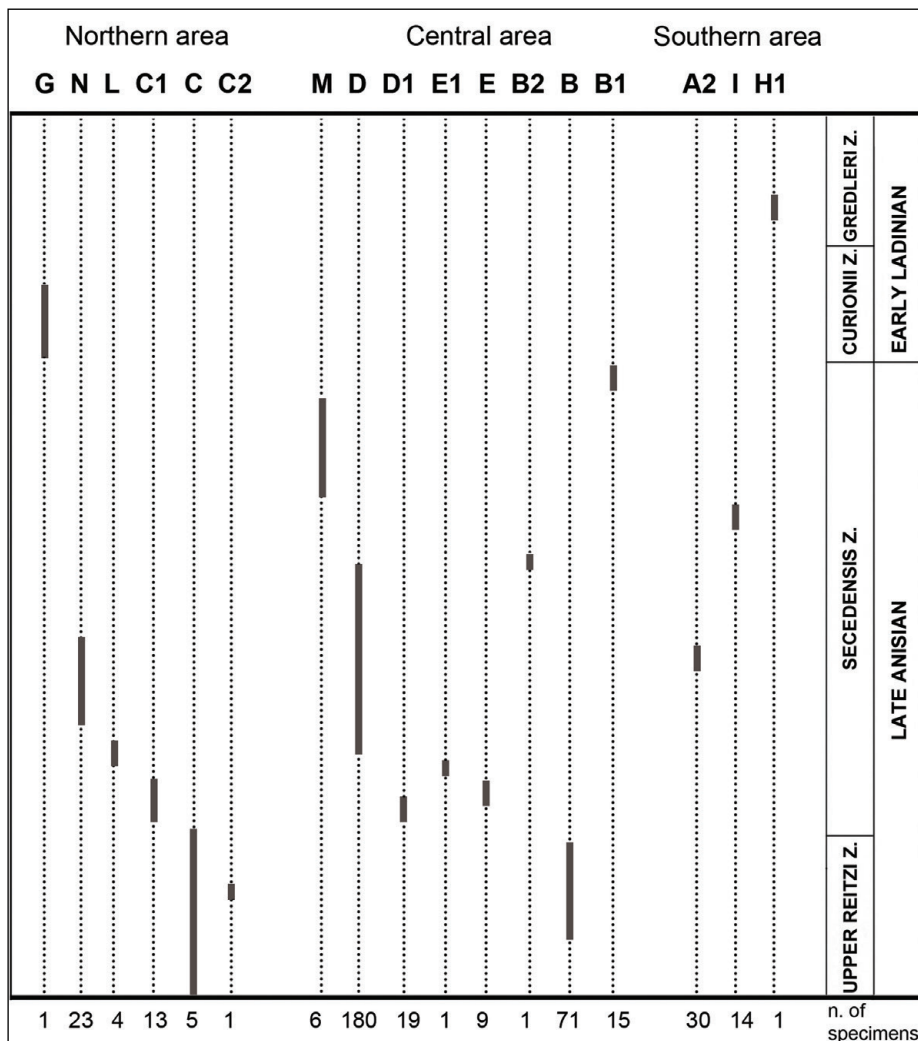 Northern area Central area Southern area
G N L C1 C C2 M D D1 E1 E B2 B B1 A2 I H1
GREDLERI Z.
CURIONII Z.
EARLY LADINIAN
SECEDENSIS Z.
LATE ANISIAN
UPPER REITZI Z.
1 23 4 13 5 1 6 180 19 1 9 1 71 15 30 14 1 n. of
specimens